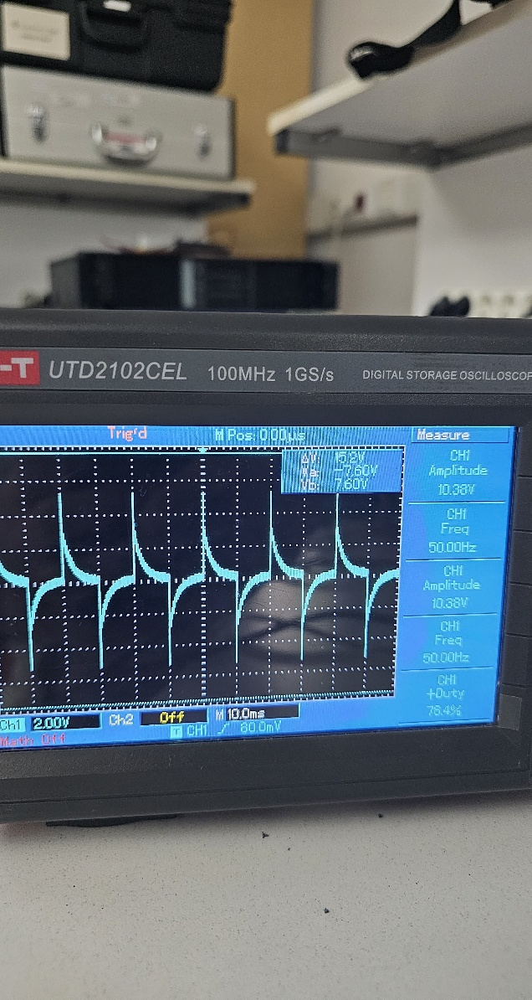 -T UTD2102CEL 100MHz 1GS/s DIGITAL STORAGE OSCILLOSCOP
Trig'd M Pos: 0.00µs Measure
ΔV: 15.2V
Va: -7.60V
Vb: 7.60V
CH1
Amplitude
10.38V
CH1
Freq
50.00Hz
CH1
Amplitude
10.38V
CH1
Freq
50.00Hz
CH1
+Duty
78.4%
Ch1 2.00V Ch2 Off M 10.0ms
Math Off T CH1 60.0mV